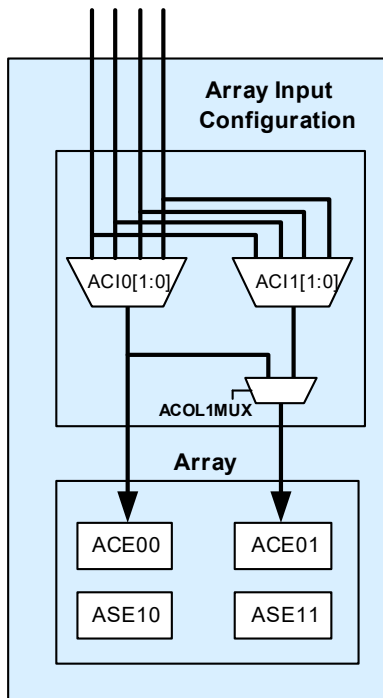 Array Input
Configuration
ACI0[1:0]
ACI1[1:0]
ACOL1MUX
Array
ACE00
ACE01
ASE10
ASE11